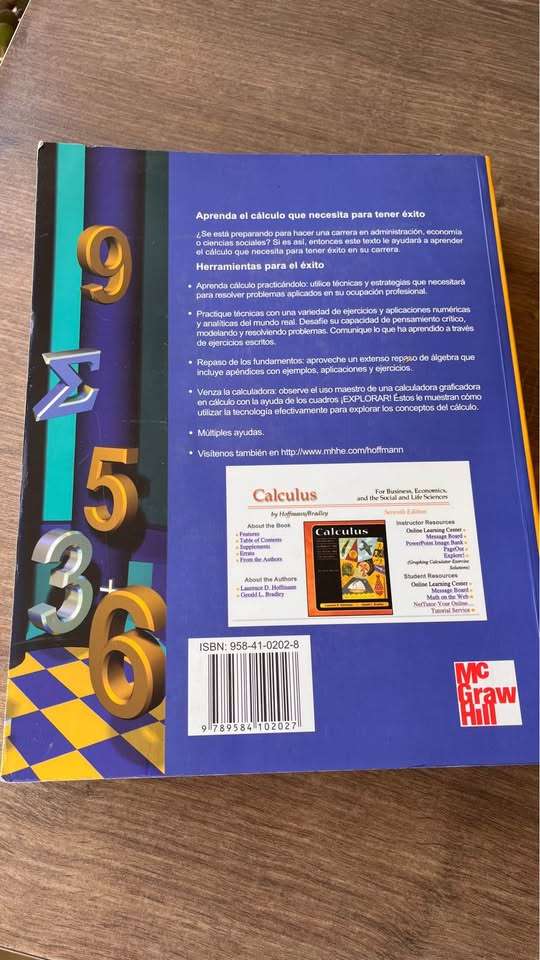 9
Σ
5
3
+
6
Aprenda el cálculo que necesita para tener éxito
¿Se está preparando para hacer una carrera en administración, economía
o ciencias sociales? Si es así, entonces este texto le ayudará a aprender
el cálculo que necesita para tener éxito en su carrera.
Herramientas para el éxito
• Aprenda cálculo practicándolo: utilice técnicas y estrategias que necesitará
para resolver problemas aplicados en su ocupación profesional.
• Practique técnicas con una variedad de ejercicios y aplicaciones numéricas
y analíticas del mundo real. Desafíe su capacidad de pensamiento crítico,
modelando y resolviendo problemas. Comunique lo que ha aprendido a través
de ejercicios escritos.
• Repaso de los fundamentos: aproveche un extenso repaso de álgebra que
incluye apéndices con ejemplos, aplicaciones y ejercicios.
• Venza la calculadora: observe el uso maestro de una calculadora graficadora
en cálculo con la ayuda de los cuadros ¡EXPLORAR! Éstos le muestran cómo
utilizar la tecnología efectivamente para explorar los conceptos del cálculo.
• Múltiples ayudas.
• Visítenos también en http://www.mhhe.com/hoffmann
Calculus
For Business, Economics,
and the Social and Life Sciences
by Hoffmann/Bradley
Seventh Edition
About the Book
Features
Table of Contents
Supplements
Errata
From the Authors
About the Authors
Laurence D. Hoffmann
Gerald L. Bradley
Calculus
Instructor Resources
Online Learning Center
Message Board
PowerPoint Image Bank
PageOut
Explore!
(Graphing Calculator Exercise
Solutions)
Student Resources
Online Learning Center
Message Board
Math on the Web
NetTutor Your Online
Tutorial Service
ISBN: 958-41-0202-8
9 789584 102027
Mc
Graw
Hill